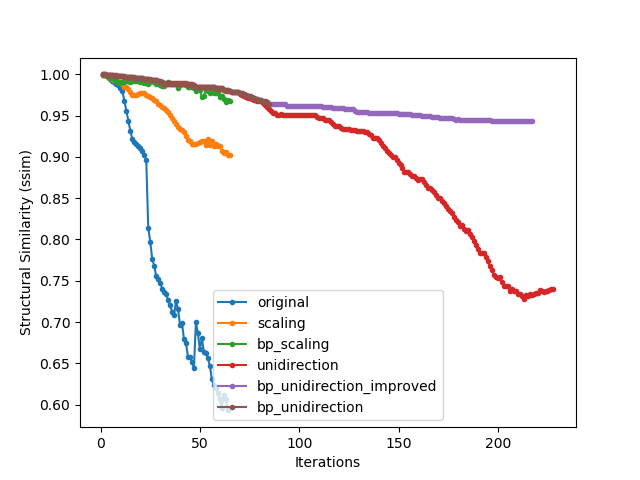 1.00
0.95
0.90
0.85
0.80
0.75
0.70
0.65
0.60
Structural Similarity (ssim)
original
scaling
bp_scaling
unidirection
bp_unidirection_improved
bp_unidirection
0 50 100 150 200
Iterations